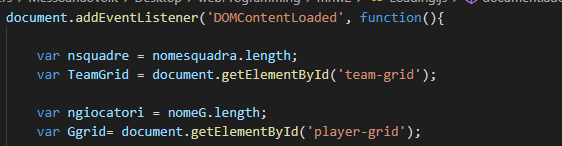 document.addEventListener('DOMContentLoaded', function(){
var nsquadre = nomesquadra.length;
var TeamGrid = document.getElementById('team-grid');
var ngiocatori = nomeG.length;
var Ggrid= document.getElementById('player-grid');